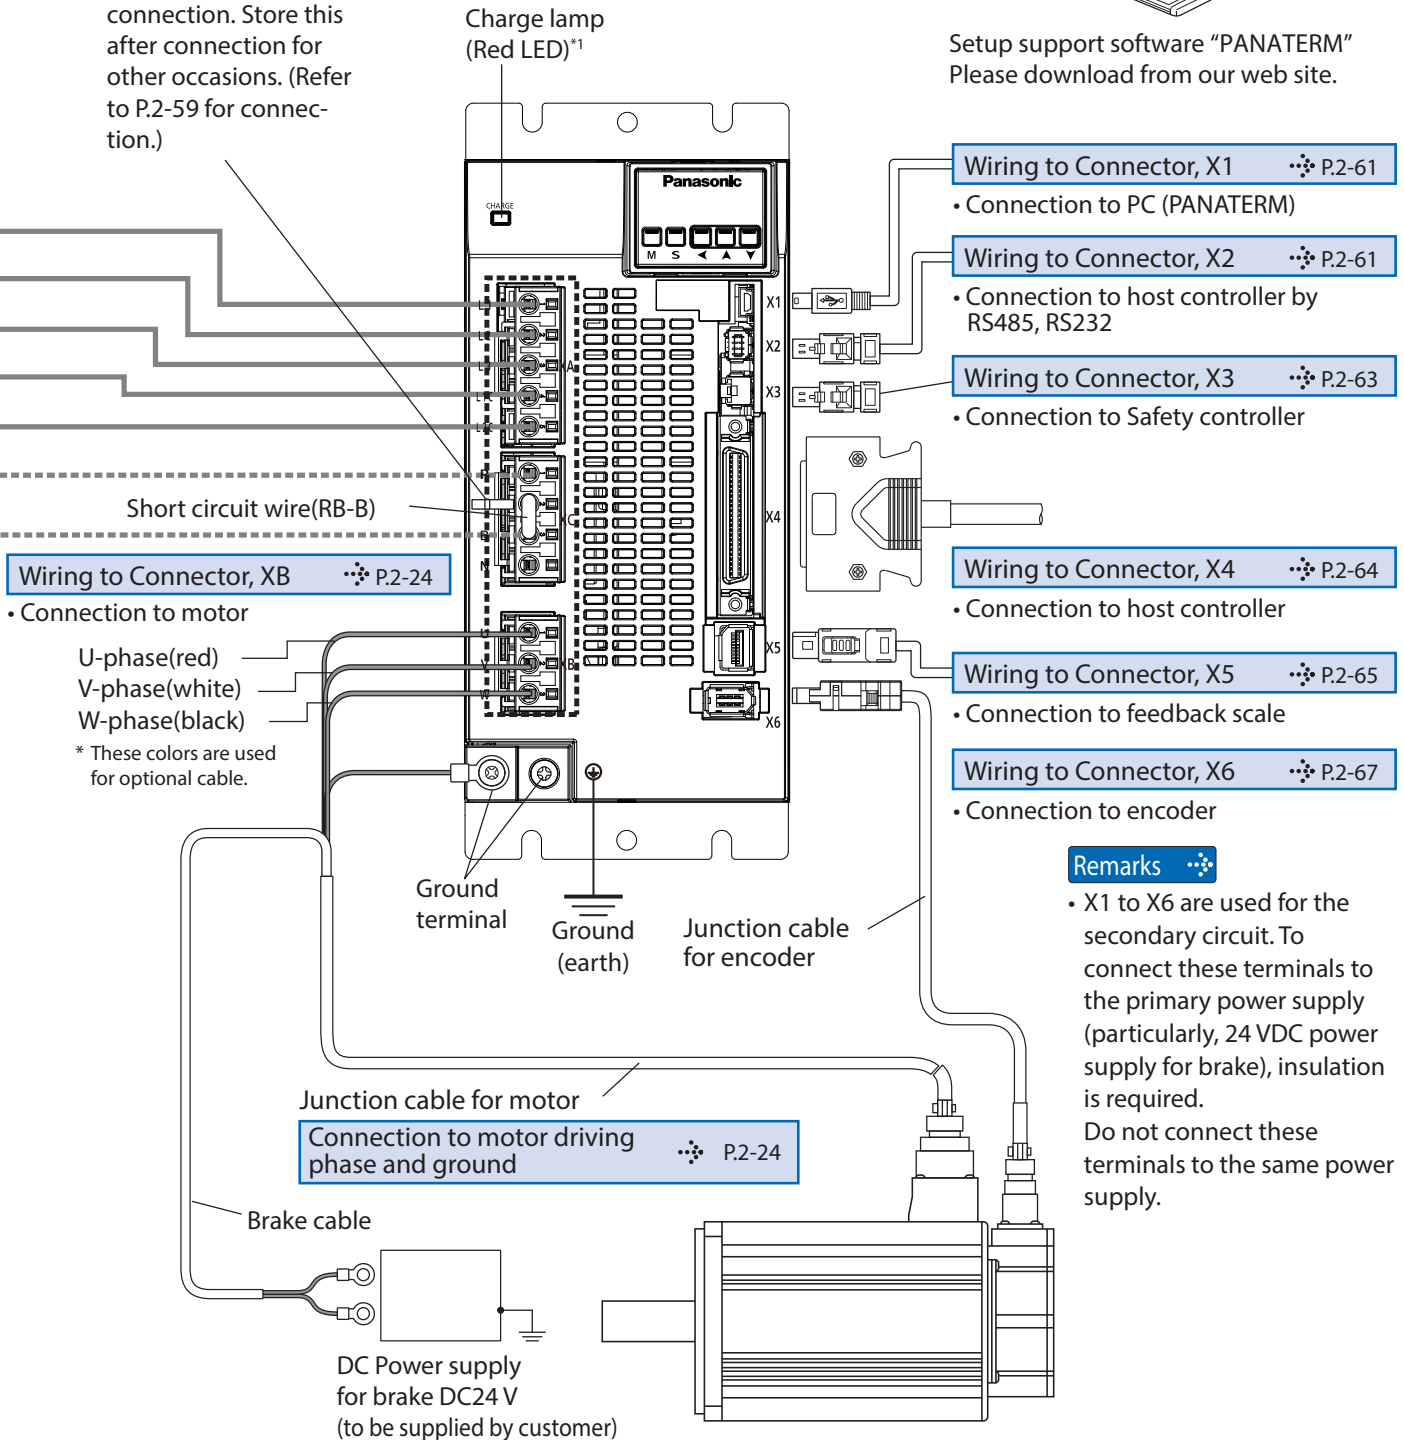 connection. Store this
after connection for
other occasions. (Refer
to P.2-59 for connec-
tion.)
Charge lamp
(Red LED)*1
Setup support software “PANATERM”
Please download from our web site.
Panasonic
CHARGE
M S
Wiring to Connector, X1 P.2-61
• Connection to PC (PANATERM)
Wiring to Connector, X2 P.2-61
• Connection to host controller by
RS485, RS232
Wiring to Connector, X3 P.2-63
• Connection to Safety controller
X1
X2
X3
X4
X5
X6
XA
XC
XB
Short circuit wire(RB-B)
Wiring to Connector, XB P.2-24
• Connection to motor
U-phase(red)
V-phase(white)
W-phase(black)
* These colors are used
for optional cable.
Wiring to Connector, X4 P.2-64
• Connection to host controller
Wiring to Connector, X5 P.2-65
• Connection to feedback scale
Wiring to Connector, X6 P.2-67
• Connection to encoder
Remarks
• X1 to X6 are used for the
secondary circuit. To
connect these terminals to
the primary power supply
(particularly, 24 VDC power
supply for brake), insulation
is required.
Do not connect these
terminals to the same power
supply.
Ground
terminal
Ground
(earth)
Junction cable
for encoder
Junction cable for motor
Connection to motor driving
phase and ground P.2-24
Brake cable
DC Power supply
for brake DC24 V
(to be supplied by customer)